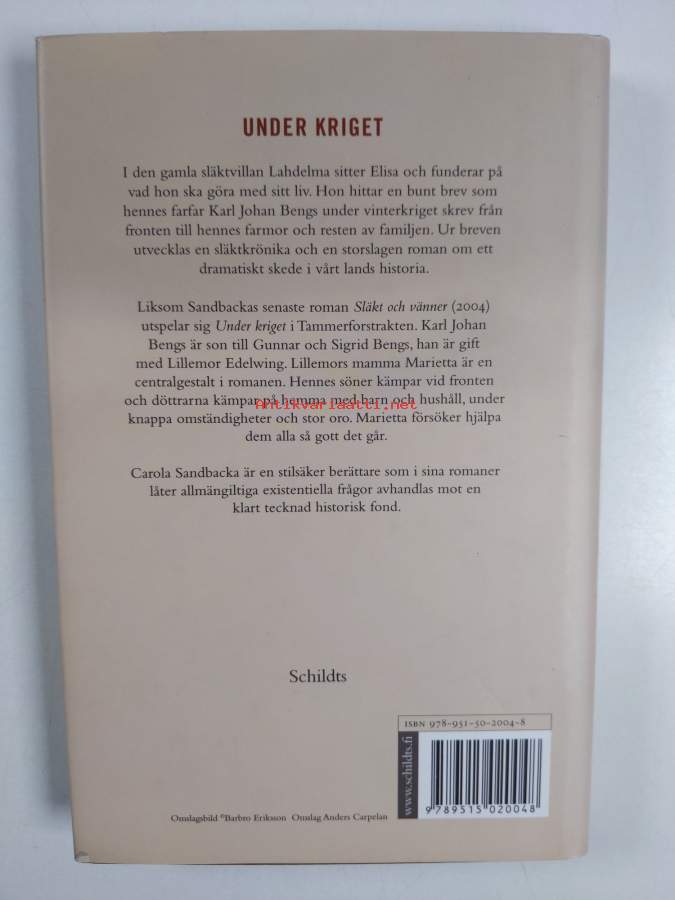 UNDER KRIGET
I den gamla släktvillan Lahdelma sitter Elisa och funderar på
vad hon ska göra med sitt liv. Hon hittar en bunt brev som
hennes farfar Karl Johan Bengs under vinterkriget skrev från
fronten till hennes farmor och resten av familjen. Ur breven
utvecklas en släktkrönika och en storslagen roman om ett
dramatiskt skede i vårt lands historia.
Liksom Sandbackas senaste roman Släkt och vänner (2004)
utspelar sig Under kriget i Tammerforstrakten. Karl Johan
Bengs är son till Gunnar och Sigrid Bengs, han är gift
med Lillemor Edelwing. Lillemors mamma Marietta är en
centralgestalt i romanen. Hennes söner kämpar vid fronten
och döttrarna kämpar på hemma med barn och hushåll, under
Antikvariaatti.net
knappa omständigheter och stor oro. Marietta försöker hjälpa
dem alla så gott det går.
Carola Sandbacka är en stilsäker berättare som i sina romaner
låter allmängiltiga existentiella frågor avhandlas mot en
klart tecknad historisk fond.
Schildts
ISBN 978-951-50-2004-8
www.schildts.fi
9 789515 020048
Omslagsbild ©Barbro Eriksson Omslag Anders Carpelan